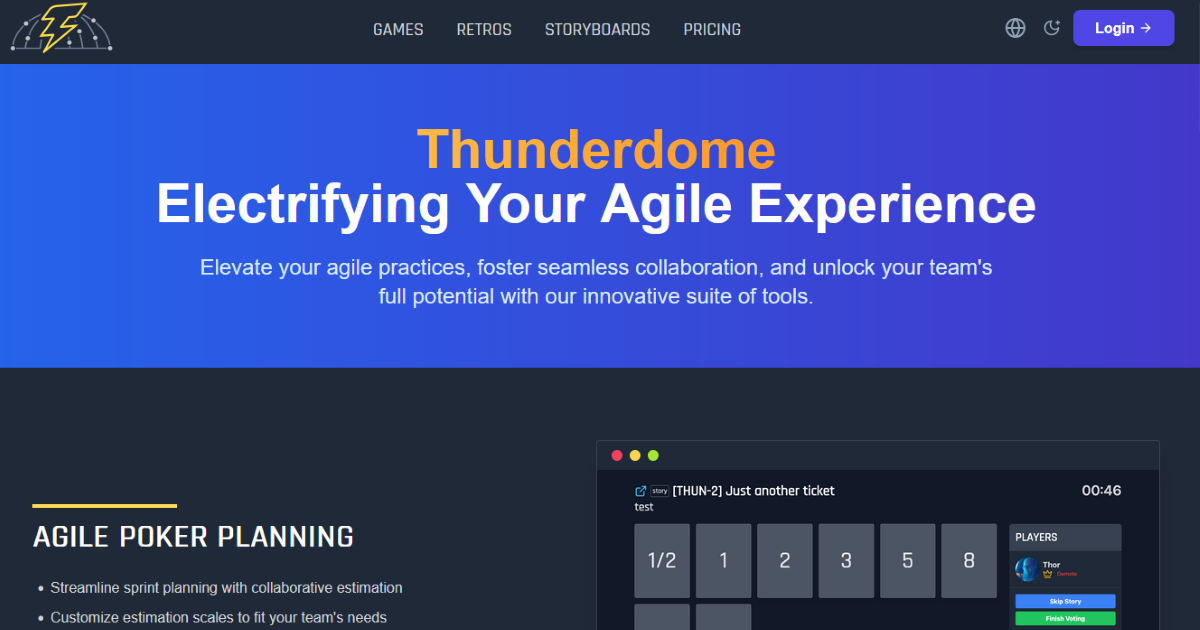 GAMES RETROS STORYBOARDS PRICING Login →
Thunderdome
Electrifying Your Agile Experience
Elevate your agile practices, foster seamless collaboration, and unlock your team's
full potential with our innovative suite of tools.
AGILE POKER PLANNING
• Streamline sprint planning with collaborative estimation
• Customize estimation scales to fit your team's needs
story [THUN-2] Just another ticket 00:46
test
1/2 1 2 3 5 8
PLAYERS
Thor
Demote
Skip Story
Finish Voting